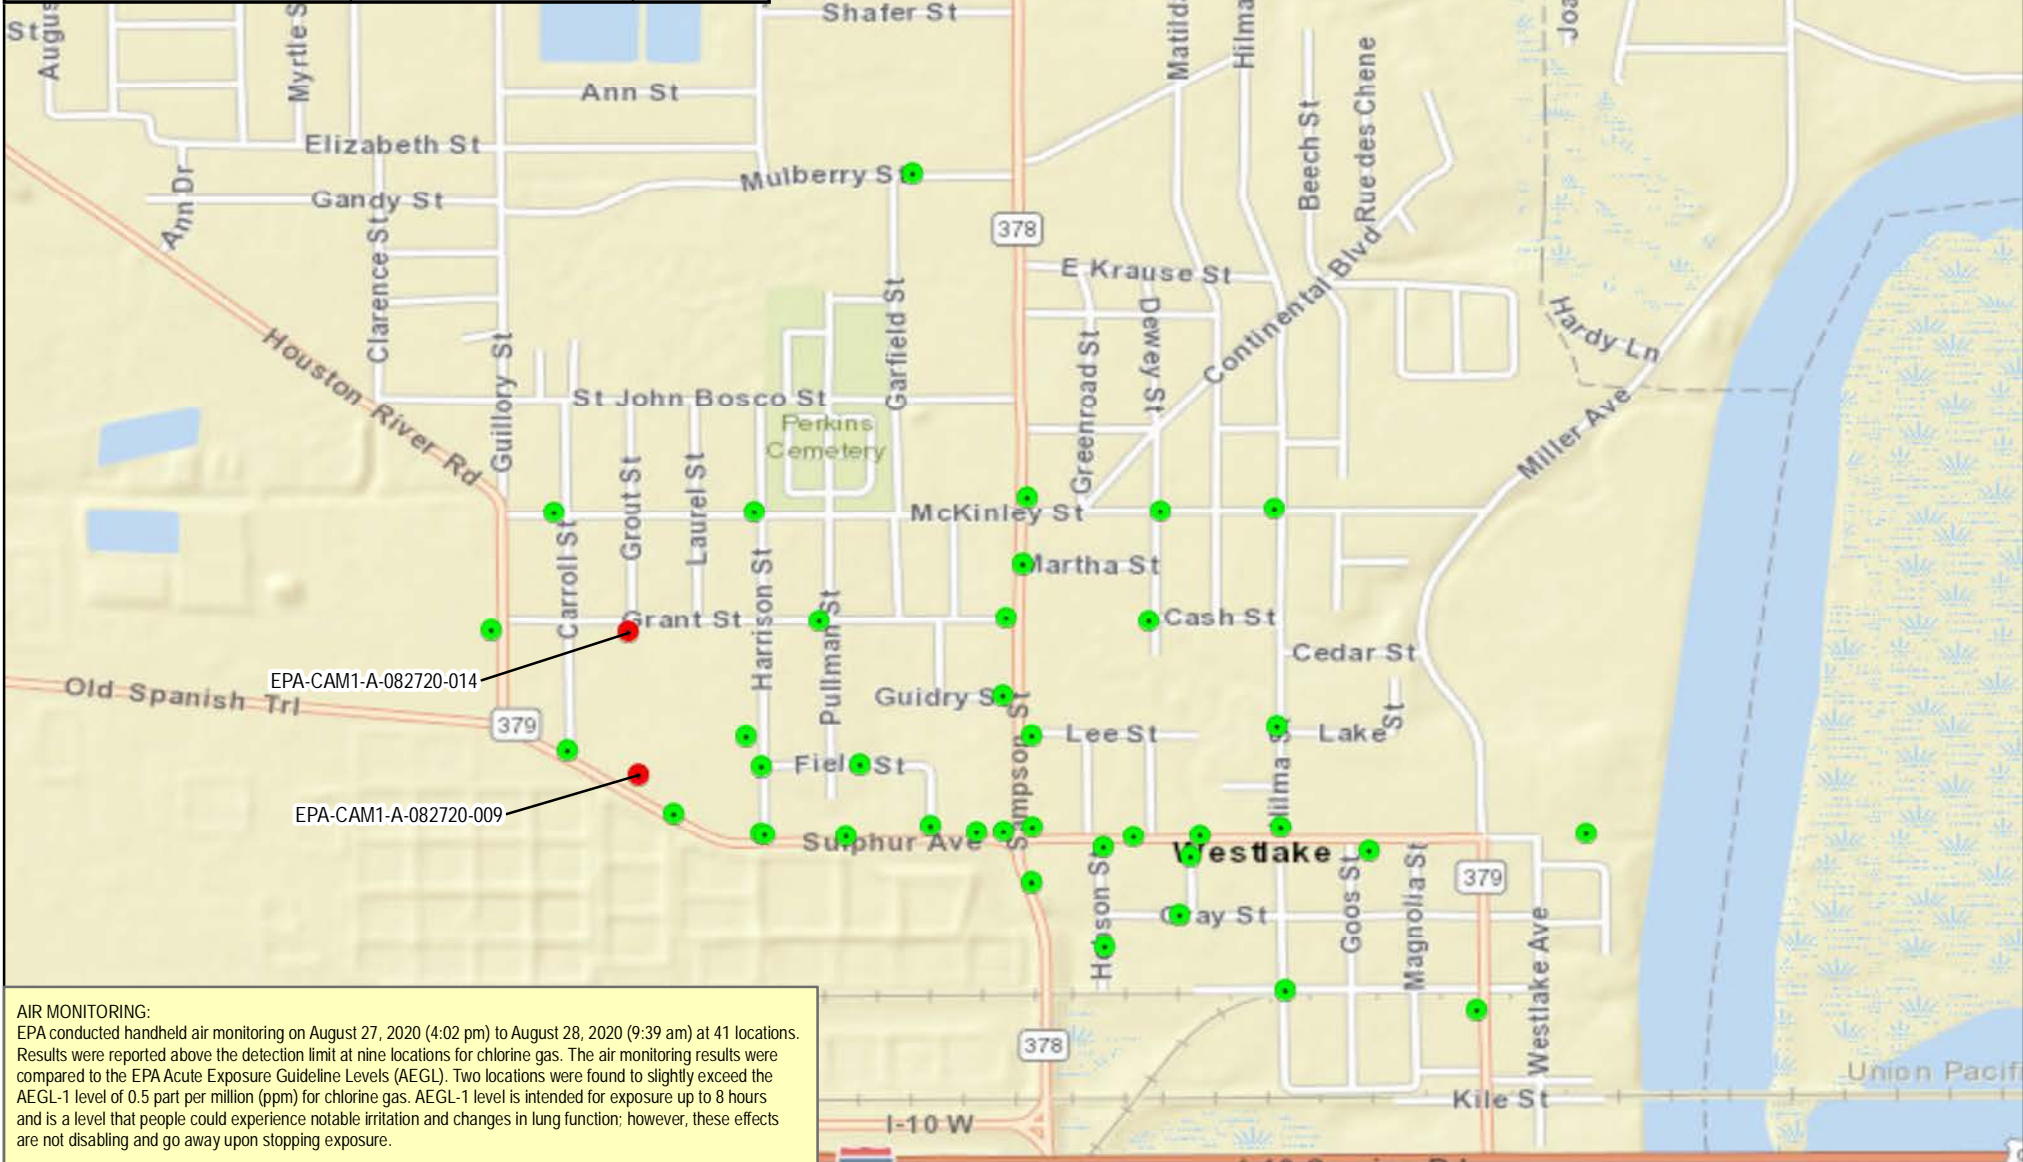 Shafer St
St
Myrtle S
Ann St
Elizabeth St
Mulberry S
Ann Dr
Gandy St
Clarence St
Beech St
Rue des Chene
378
E Krause St
Continental Blvd
Hardy Ln
Houston River Rd
Guillory St
Garfield St
Greenroad St
Dewey St
Miller Ave
St John Bosco St
Perkins
Cemetery
Grout St
Laurel St
McKinley St
Carroll St
Harrison St
Martha St
Grant St
Pullman St
Cash St
Cedar St
EPA-CAM1-A-082720-014
Old Spanish Trl
Guidry S
379
Sampson St
Lee St
Lake St
Field St
EPA-CAM1-A-082720-009
Sulphur Ave
Westlake
379
Goos St
Magnolia St
Gray St
Westlake Ave
378
Union Pacifi
Kile St
I-10 W
AIR MONITORING:
EPA conducted handheld air monitoring on August 27, 2020 (4:02 pm) to August 28, 2020 (9:39 am) at 41 locations.
Results were reported above the detection limit at nine locations for chlorine gas. The air monitoring results were
compared to the EPA Acute Exposure Guideline Levels (AEGL). Two locations were found to slightly exceed the
AEGL-1 level of 0.5 part per million (ppm) for chlorine gas. AEGL-1 level is intended for exposure up to 8 hours
and is a level that people could experience notable irritation and changes in lung function; however, these effects
are not disabling and go away upon stopping exposure.